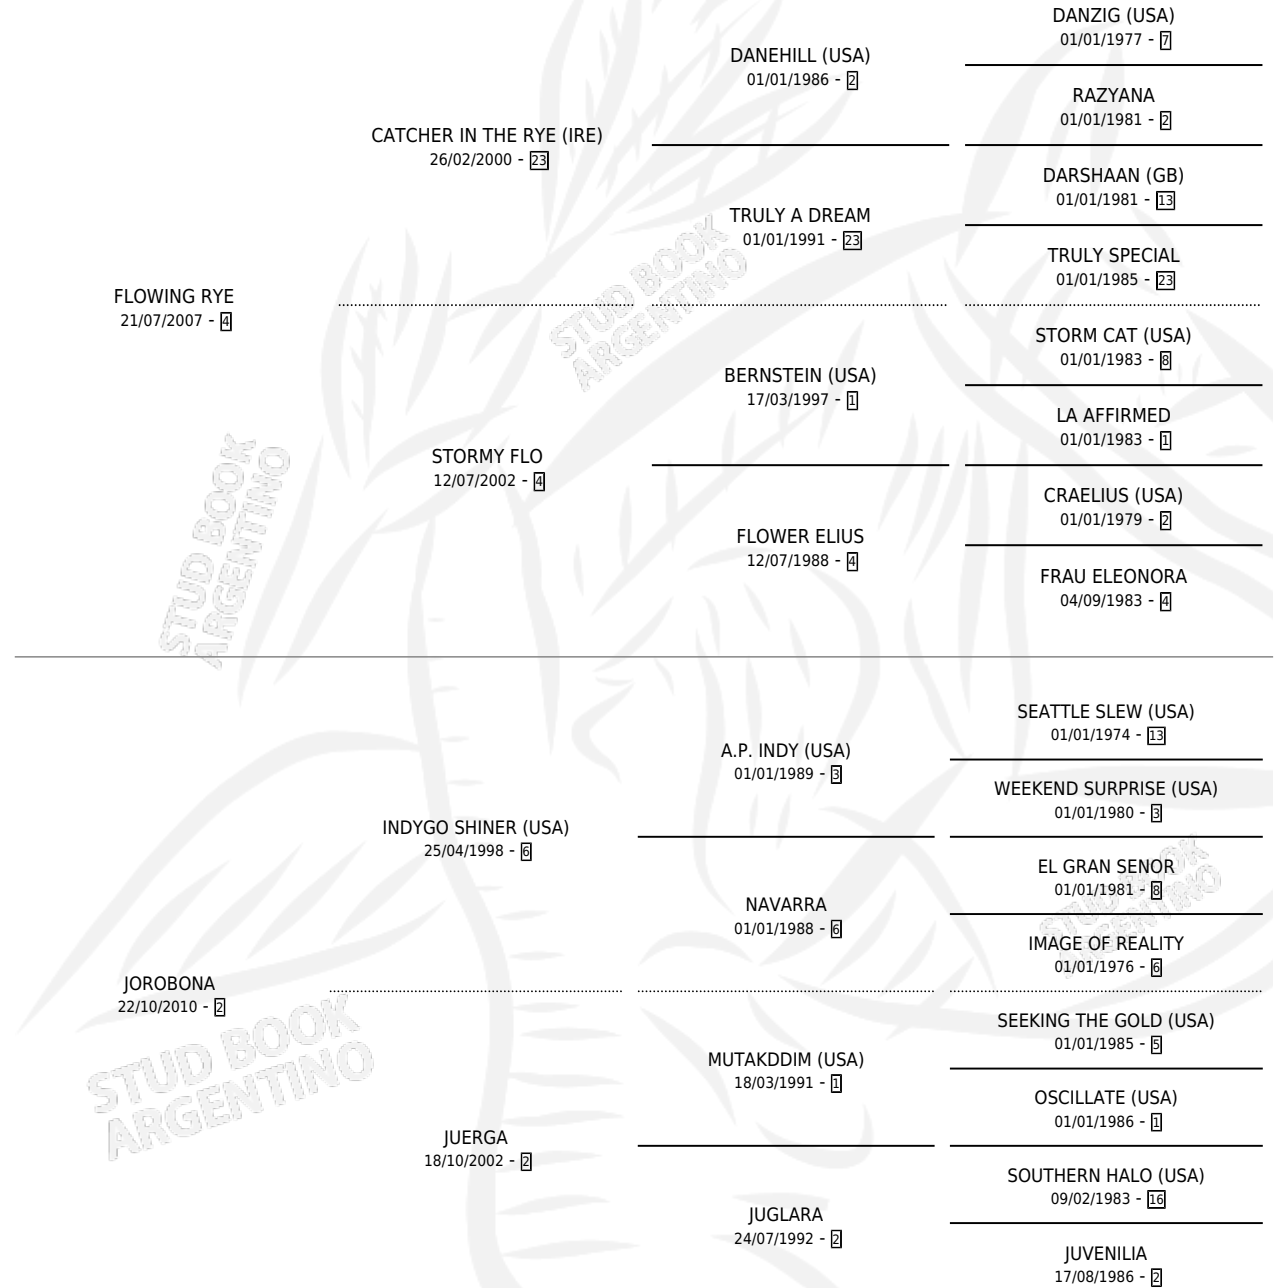 DANZIG (USA)
01/01/1977 - 7
DANEHILL (USA)
01/01/1986 - 2
RAZYANA
01/01/1981 - 2
CATCHER IN THE RYE (IRE)
26/02/2000 - 23
DARSHAAN (GB)
01/01/1981 - 13
TRULY A DREAM
01/01/1991 - 23
TRULY SPECIAL
01/01/1985 - 23
FLOWING RYE
21/07/2007 - 4
STORM CAT (USA)
01/01/1983 - 8
BERNSTEIN (USA)
17/03/1997 - 1
LA AFFIRMED
01/01/1983 - 1
STORMY FLO
12/07/2002 - 4
CRAELIUS (USA)
01/01/1979 - 2
FLOWER ELIUS
12/07/1988 - 4
FRAU ELEONORA
04/09/1983 - 4
SEATTLE SLEW (USA)
01/01/1974 - 13
A.P. INDY (USA)
01/01/1989 - 3
WEEKEND SURPRISE (USA)
01/01/1980 - 3
INDYGO SHINER (USA)
25/04/1998 - 6
EL GRAN SENOR
01/01/1981 - 8
NAVARRA
01/01/1988 - 6
IMAGE OF REALITY
01/01/1976 - 6
JOROBONA
22/10/2010 - 2
SEEKING THE GOLD (USA)
01/01/1985 - 5
MUTAKDDIM (USA)
18/03/1991 - 1
OSCILLATE (USA)
01/01/1986 - 1
JUERGA
18/10/2002 - 2
SOUTHERN HALO (USA)
09/02/1983 - 16
JUGLARA
24/07/1992 - 2
JUVENILIA
17/08/1986 - 2
STUD BOOK
ARGENTINO
STUD BOOK
ARGENTINO
STUD BOOK
ARGENTINO
STUD BOOK
ARGENTINO